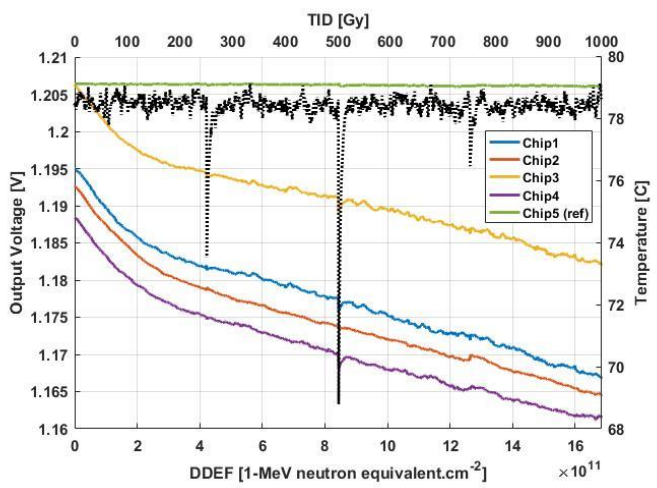 TID [Gy]
0 100 200 300 400 500 600 700 800 900 1000
1.21
1.205
1.2
1.195
1.19
1.185
1.18
1.175
1.17
1.165
1.16
Output Voltage [V]
80
78
76
74
72
70
68
Temperature [C]
Chip1
Chip2
Chip3
Chip4
Chip5 (ref)
0 2 4 6 8 10 12 14 16
×10^11
DDEF [1-MeV neutron equivalent.cm^-2]